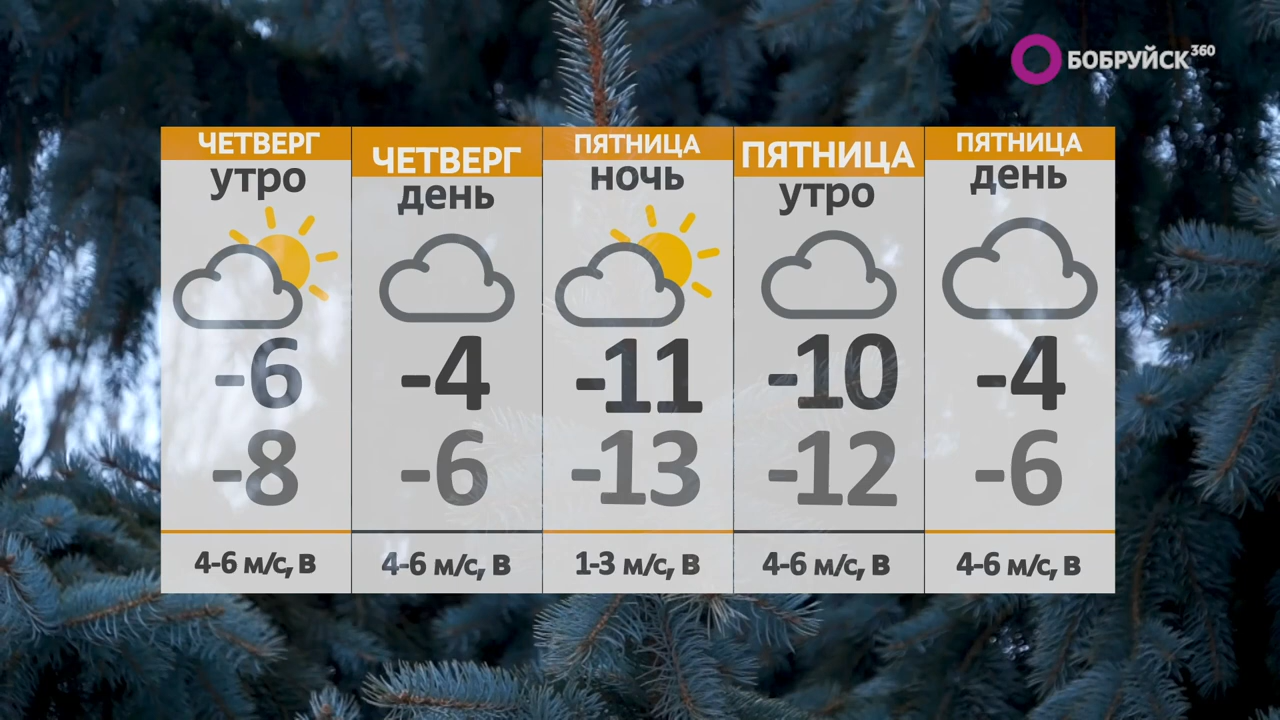 БОБРУЙСК360
ЧЕТВЕРГ
утро
-6
-8
4-6 м/с, В
ЧЕТВЕРГ
день
-4
-6
4-6 м/с, В
ПЯТНИЦА
ночь
-11
-13
1-3 м/с, В
ПЯТНИЦА
утро
-10
-12
4-6 м/с, В
ПЯТНИЦА
день
-4
-6
4-6 м/с, В